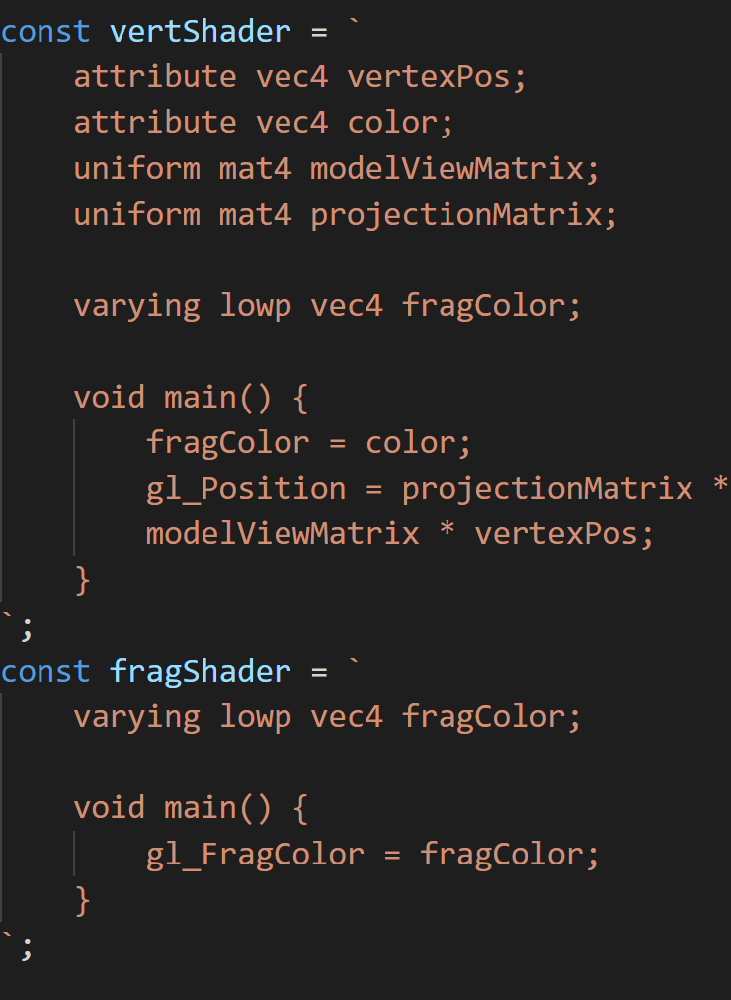 const vertShader = `
    attribute vec4 vertexPos;
    attribute vec4 color;
    uniform mat4 modelViewMatrix;
    uniform mat4 projectionMatrix;

    varying lowp vec4 fragColor;

    void main() {
        fragColor = color;
        gl_Position = projectionMatrix *
        modelViewMatrix * vertexPos;
    }
`;
const fragShader = `
    varying lowp vec4 fragColor;

    void main() {
        gl_FragColor = fragColor;
    }
`;